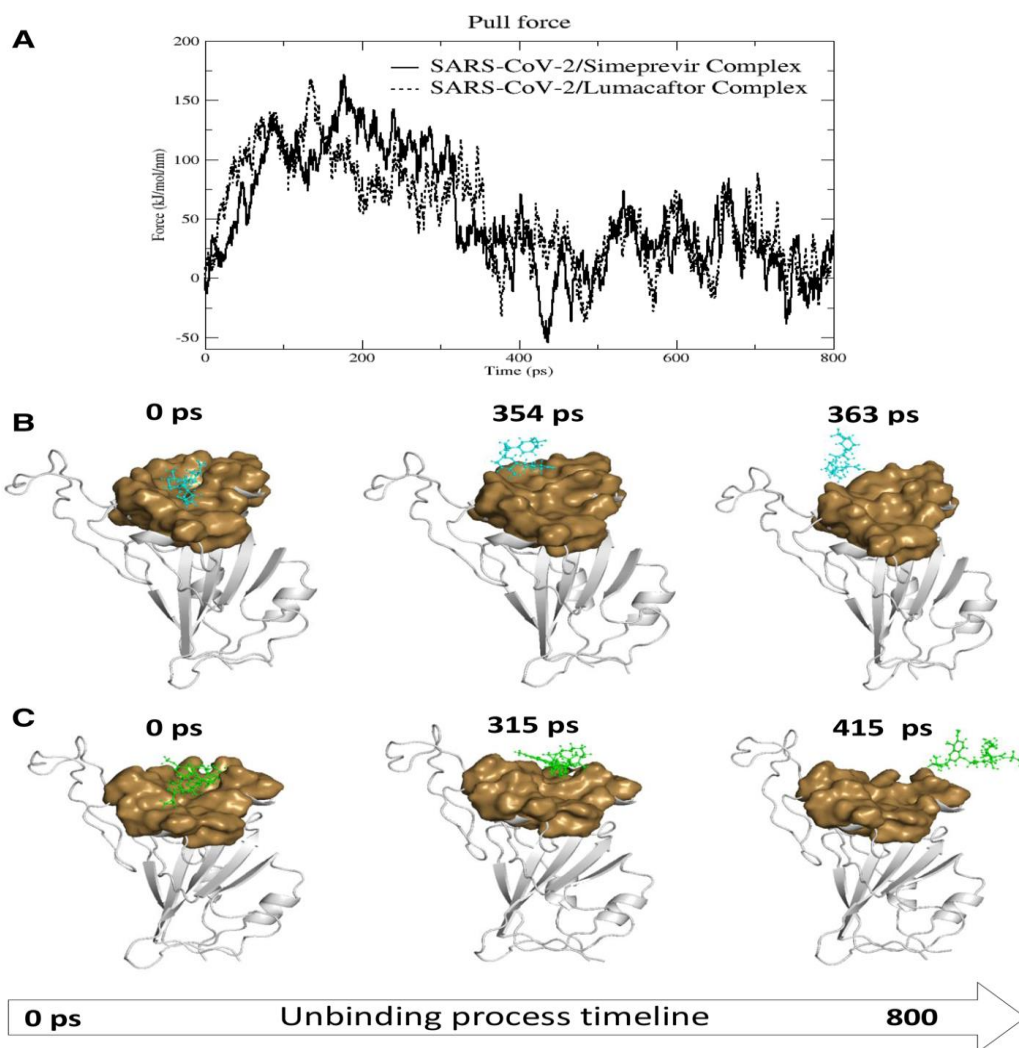 A
Pull force
SARS-CoV-2/Simeprevir Complex
SARS-CoV-2/Lumacaftor Complex
Force (kJ/mol/nm)
200
150
100
50
0
-50
0 200 400 600 800
Time (ps)
B
0 ps 354 ps 363 ps
C
0 ps 315 ps 415 ps
0 ps Unbinding process timeline 800